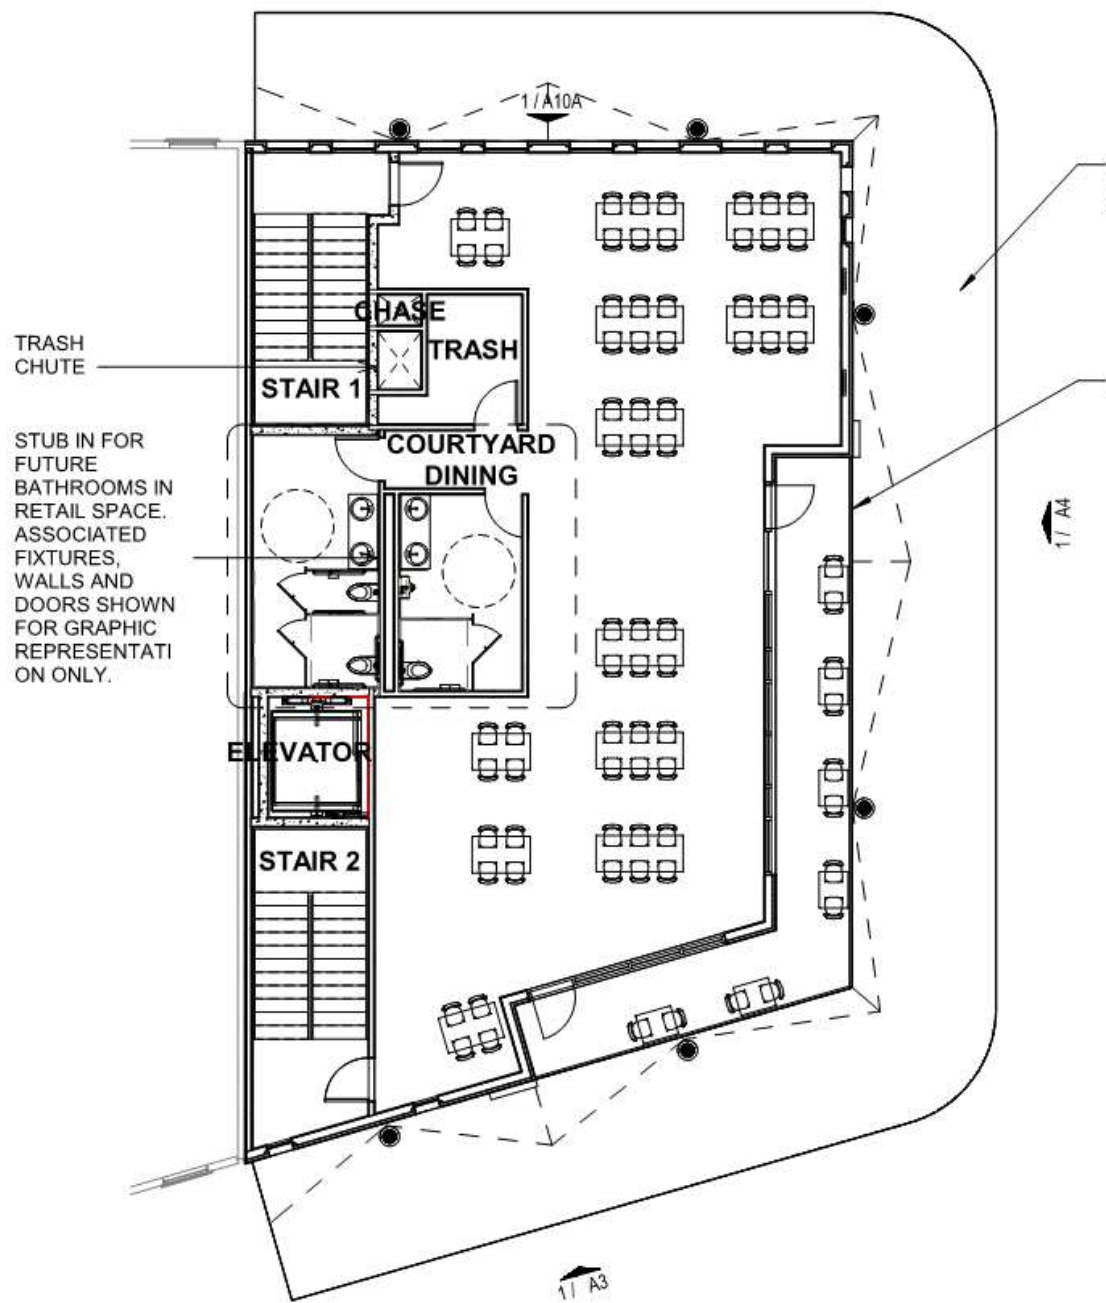 1 / A10A
CHASE
TRASH
TRASH
CHUTE
STAIR 1
STUB IN FOR
FUTURE
BATHROOMS IN
RETAIL SPACE.
ASSOCIATED
FIXTURES,
WALLS AND
DOORS SHOWN
FOR GRAPHIC
REPRESENTATI
ON ONLY.
COURTYARD
DINING
1 / A4
ELEVATOR
STAIR 2
1 / A3